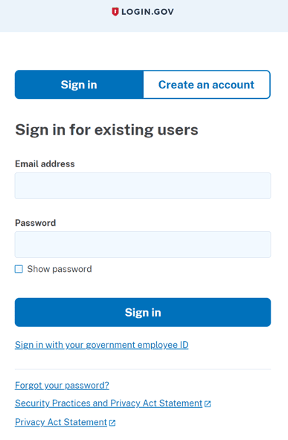 LOGIN.GOV
Sign in
Create an account
Sign in for existing users
Email address
Password
Show password
Sign in
Sign in with your government employee ID
Forgot your password?
Security Practices and Privacy Act Statement
Privacy Act Statement